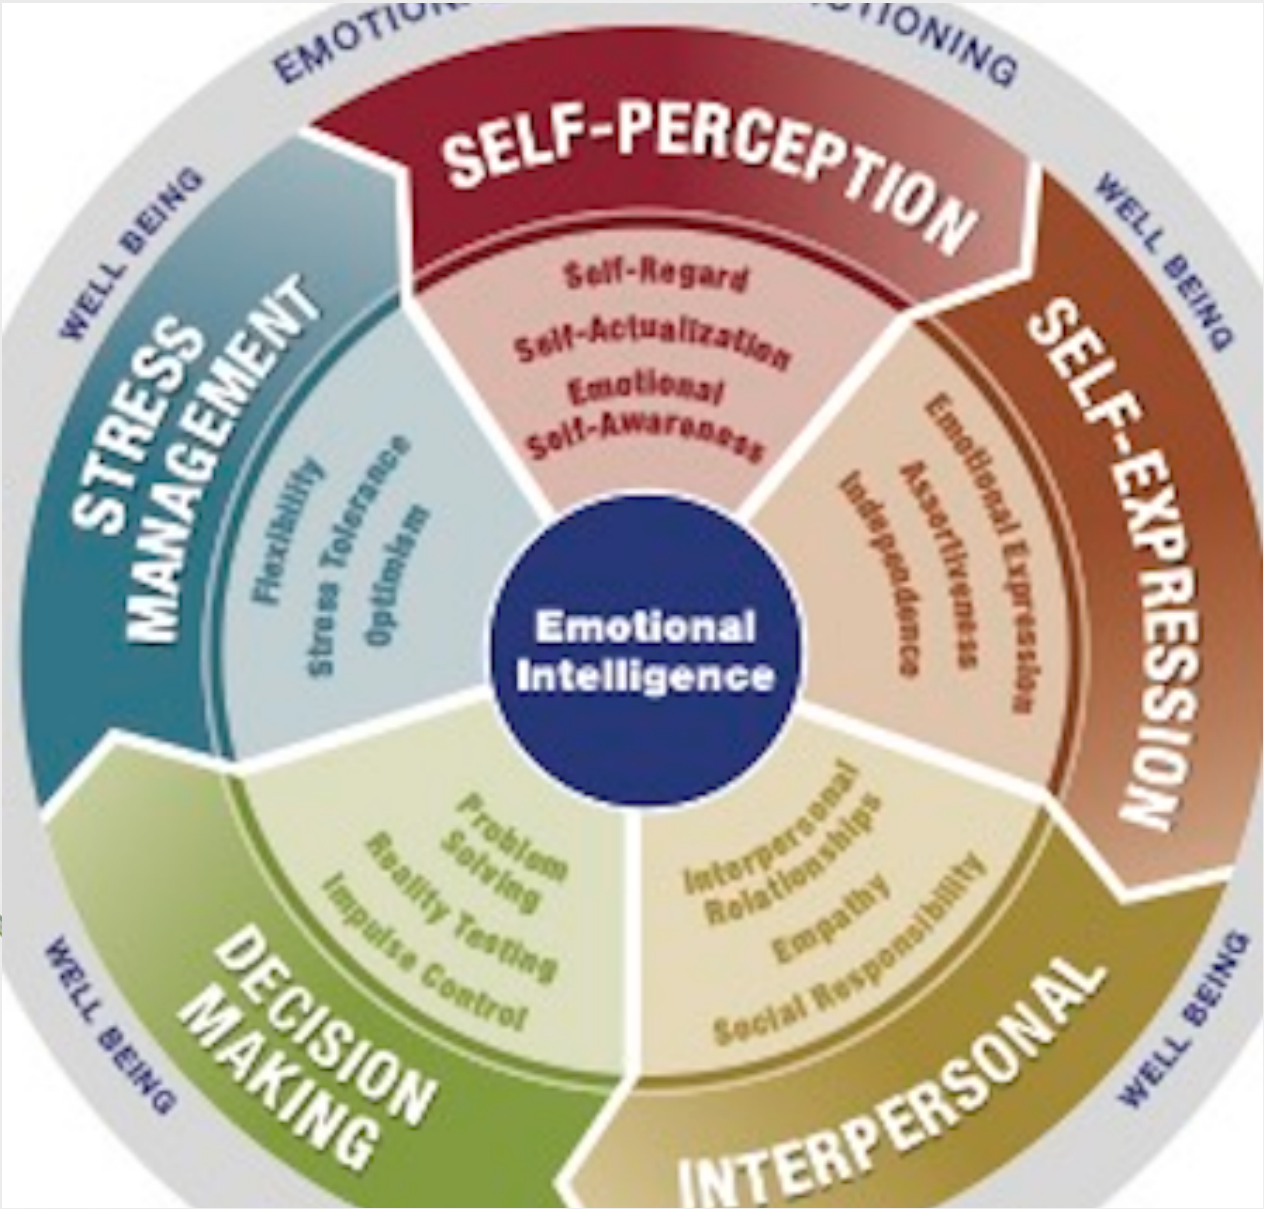 WELL BEING
SELF-PERCEPTION
Self-Regard
Self-Actualization
Emotional
Self-Awareness
WELL BEING
SELF-EXPRESSION
Emotional Expression
Assertiveness
Independence
WELL BEING
INTERPERSONAL
Interpersonal
Relationships
Empathy
Social Responsibility
WELL BEING
DECISION
MAKING
Problem
Solving
Reality Testing
Impulse Control
STRESS
MANAGEMENT
Flexibility
Stress Tolerance
Optimism
Emotional
Intelligence